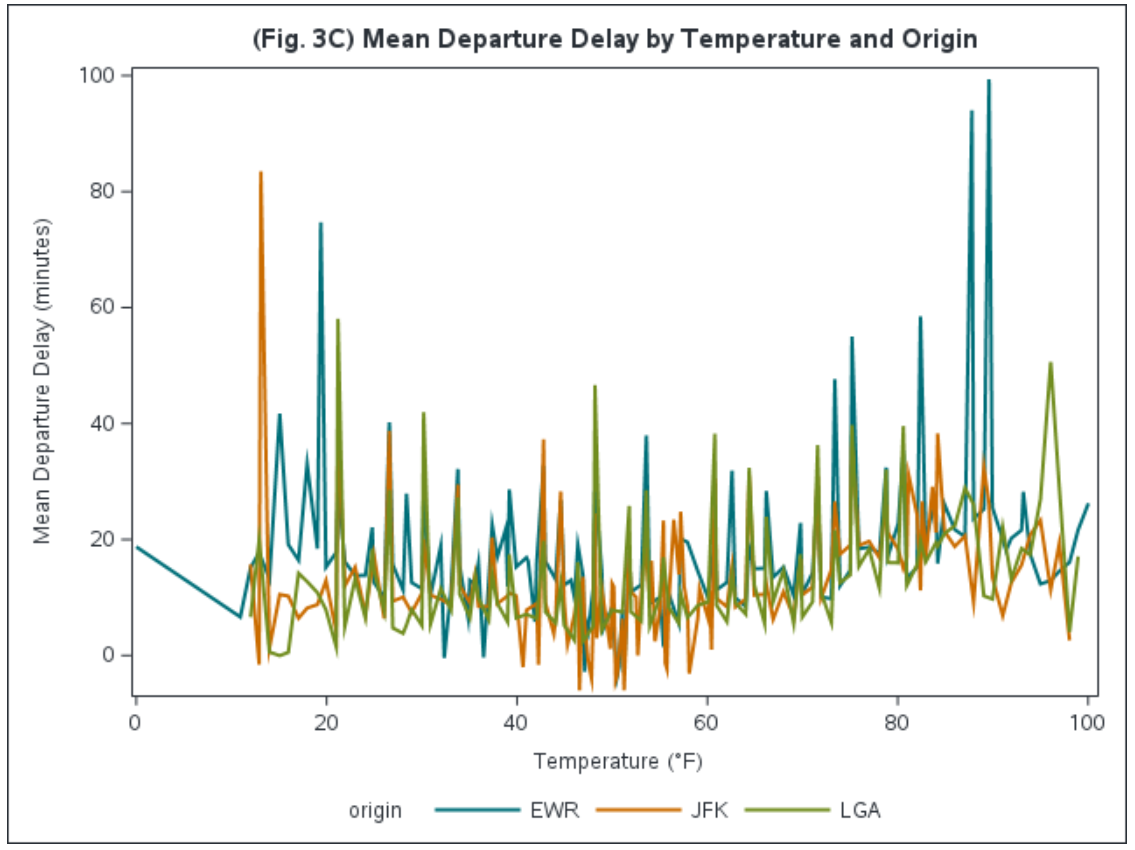 (Fig. 3C) Mean Departure Delay by Temperature and Origin
100
80
60
40
20
0
Mean Departure Delay (minutes)
0 20 40 60 80 100
Temperature (°F)
origin EWR JFK LGA